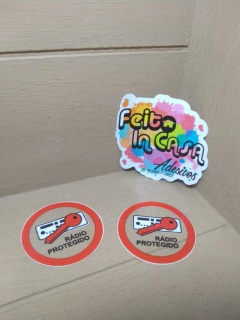 Feito
In CASA
Adesivos
RÁDIO
PROTEGIDO
RÁDIO
PROTEGIDO